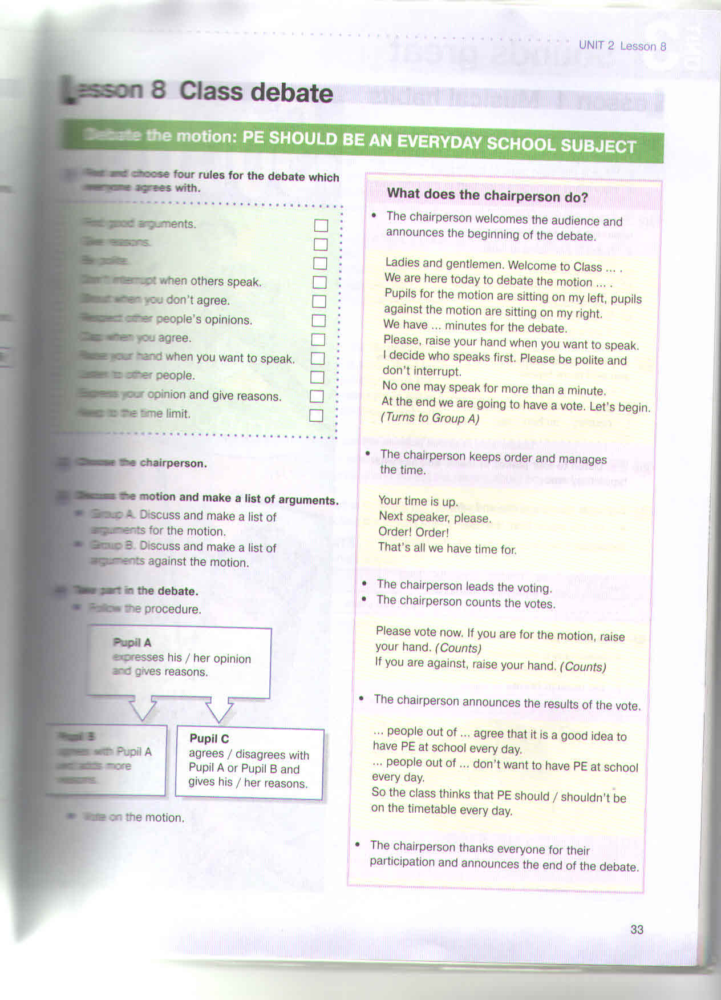 UNIT 2 Lesson 8
Lesson 8 Class debate
Debate the motion: PE SHOULD BE AN EVERYDAY SCHOOL SUBJECT
and choose four rules for the debate which
everyone agrees with.
Find good arguments.
Give reasons.
Be polite.
Don't interrupt when others speak.
Shout when you don't agree.
Respect other people's opinions.
Clap when you agree.
Raise your hand when you want to speak.
Listen to other people.
Express your opinion and give reasons.
to the time limit.
Choose the chairperson.
Discuss the motion and make a list of arguments.
Group A. Discuss and make a list of
arguments for the motion.
Group B. Discuss and make a list of
arguments against the motion.
Take part in the debate.
Follow the procedure.
Pupil A
expresses his / her opinion
and gives reasons.
Pupil B
agrees with Pupil A
and adds more
reasons.
Pupil C
agrees / disagrees with
Pupil A or Pupil B and
gives his / her reasons.
Vote on the motion.
What does the chairperson do?
• The chairperson welcomes the audience and
announces the beginning of the debate.
Ladies and gentlemen. Welcome to Class ... .
We are here today to debate the motion ... .
Pupils for the motion are sitting on my left, pupils
against the motion are sitting on my right.
We have ... minutes for the debate.
Please, raise your hand when you want to speak.
I decide who speaks first. Please be polite and
don't interrupt.
No one may speak for more than a minute.
At the end we are going to have a vote. Let's begin.
(Turns to Group A)
• The chairperson keeps order and manages
the time.
Your time is up.
Next speaker, please.
Order! Order!
That's all we have time for.
• The chairperson leads the voting.
• The chairperson counts the votes.
Please vote now. If you are for the motion, raise
your hand. (Counts)
If you are against, raise your hand. (Counts)
• The chairperson announces the results of the vote.
... people out of ... agree that it is a good idea to
have PE at school every day.
... people out of ... don't want to have PE at school
every day.
So the class thinks that PE should / shouldn't be
on the timetable every day.
• The chairperson thanks everyone for their
participation and announces the end of the debate.
33